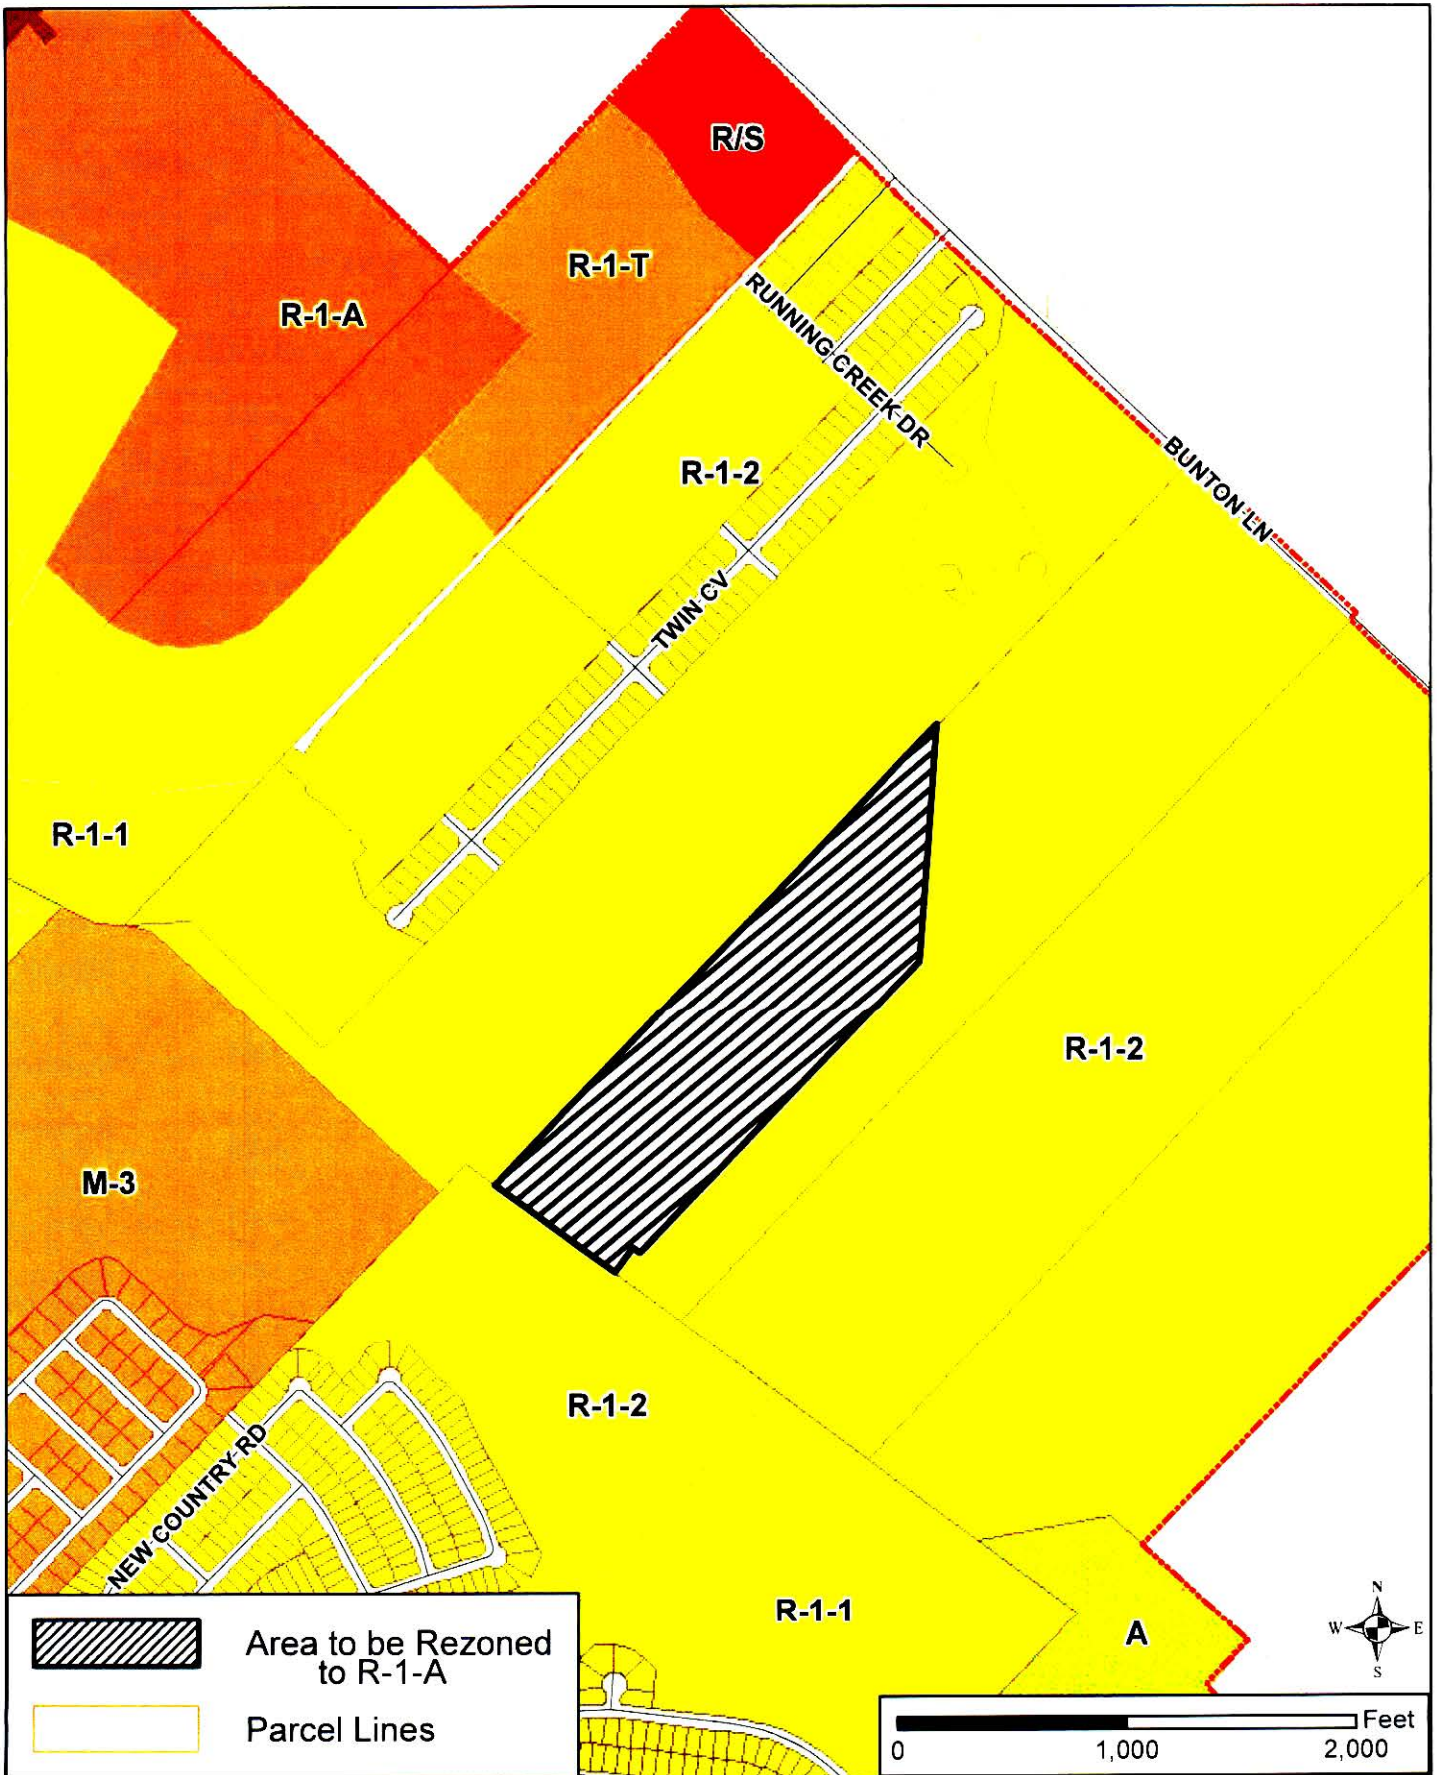 R/S
R-1-T
R-1-A
RUNNING CREEK DR
R-1-2
BUNTON LN
TWIN CV
R-1-1
R-1-2
M-3
R-1-2
NEW COUNTRY RD
R-1-1
A
N
W E
S
Area to be Rezoned
to R-1-A
Parcel Lines
Feet
0 1,000 2,000